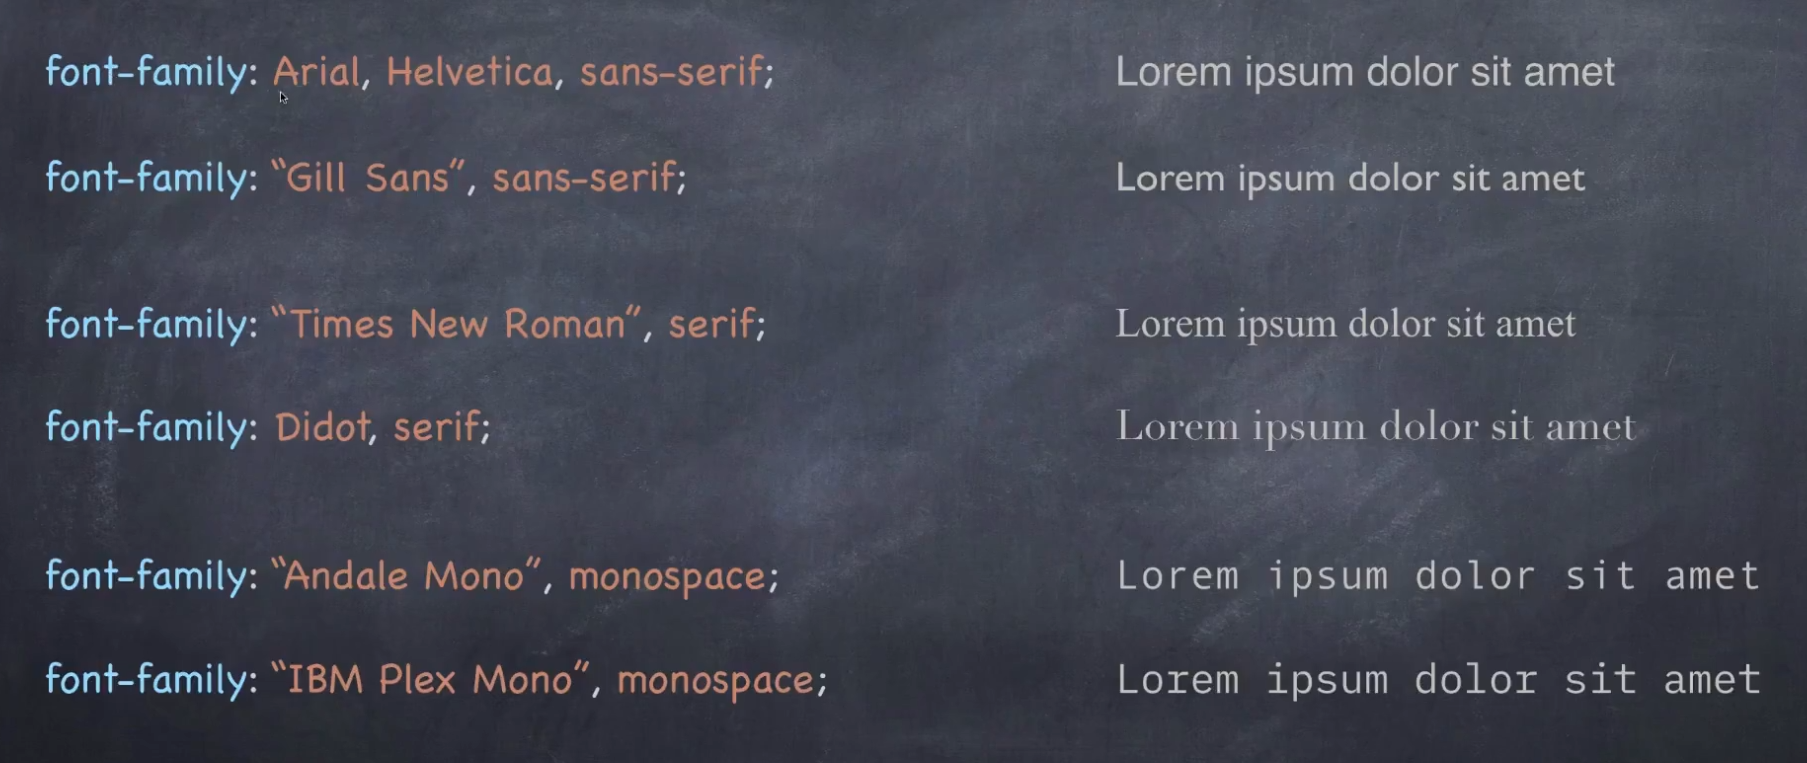 font-family: Arial, Helvetica, sans-serif; Lorem ipsum dolor sit amet
font-family: “Gill Sans”, sans-serif; Lorem ipsum dolor sit amet
font-family: “Times New Roman”, serif; Lorem ipsum dolor sit amet
font-family: Didot, serif; Lorem ipsum dolor sit amet
font-family: “Andale Mono”, monospace; Lorem ipsum dolor sit amet
font-family: “IBM Plex Mono”, monospace; Lorem ipsum dolor sit amet